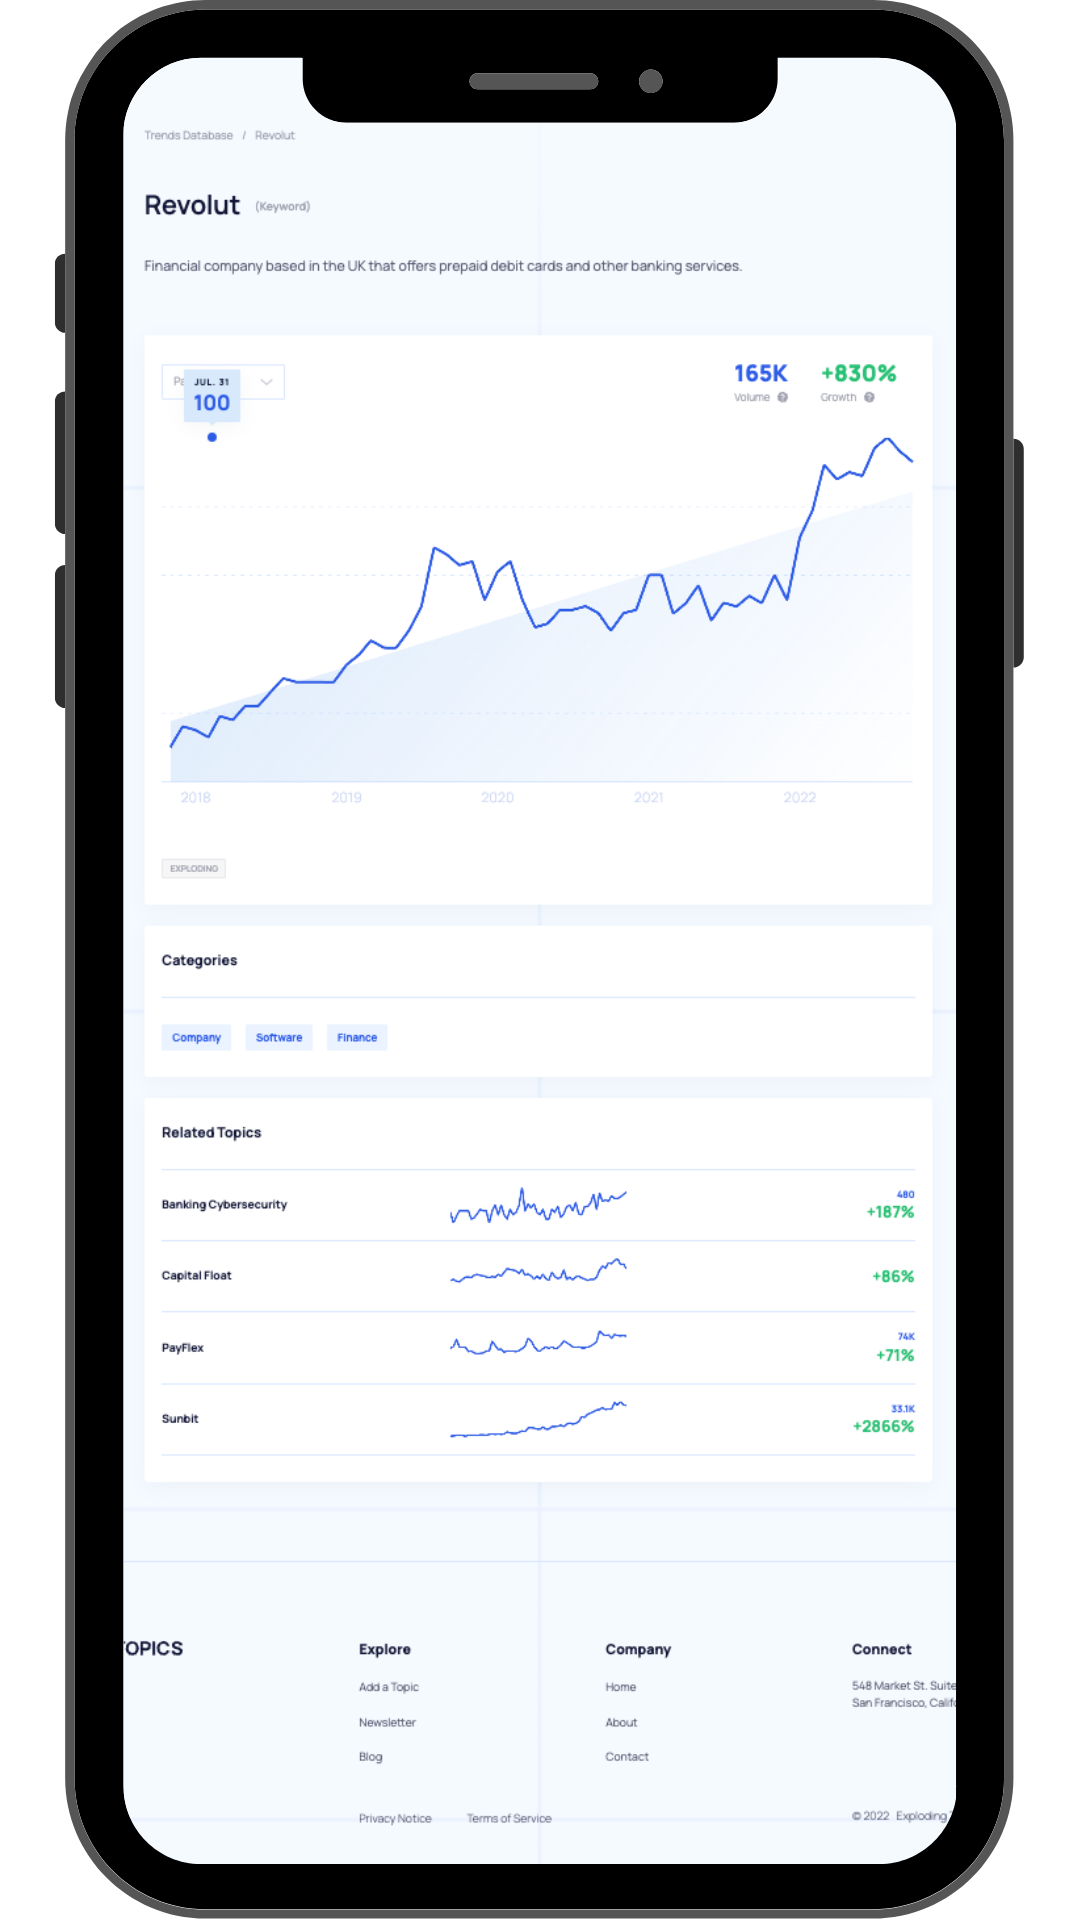 Trends Database / Revolut
Revolut (Keyword)
Financial company based in the UK that offers prepaid debit cards and other banking services.
JUL. 31
100
165K +830%
Volume ? Growth ?
2018 2019 2020 2021 2022
EXPLODING
Categories
Company Software Finance
Related Topics
Banking Cybersecurity 480 +187%
Capital Float +86%
PayFlex 74K +71%
Sunbit 33.1K +2866%
TOPICS Explore Company Connect
Add a Topic Home 548 Market St. Suite
San Francisco,
Newsletter About
Blog Contact
Privacy Notice Terms of Service © 2022 Exploding